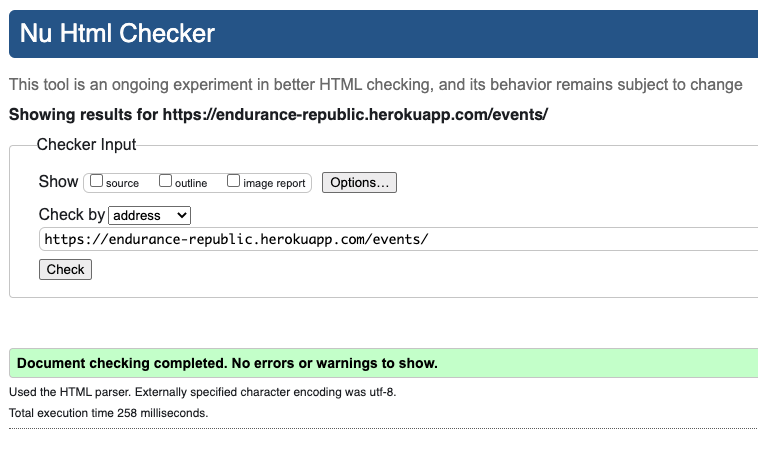 Nu Html Checker
This tool is an ongoing experiment in better HTML checking, and its behavior remains subject to change
Showing results for https://endurance-republic.herokuapp.com/events/
Checker Input
Show source outline image report Options...
Check by address
https://endurance-republic.herokuapp.com/events/
Check
Document checking completed. No errors or warnings to show.
Used the HTML parser. Externally specified character encoding was utf-8.
Total execution time 258 milliseconds.